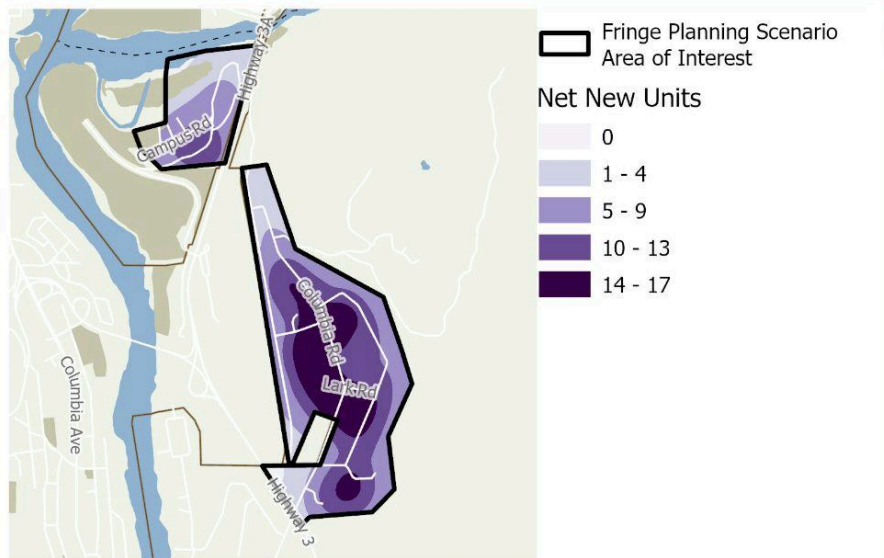 Highway 3A
Campus Rd
Columbia Rd
Lark Rd
Columbia Ave
Highway 3
Fringe Planning Scenario
Area of Interest
Net New Units
0
1 - 4
5 - 9
10 - 13
14 - 17